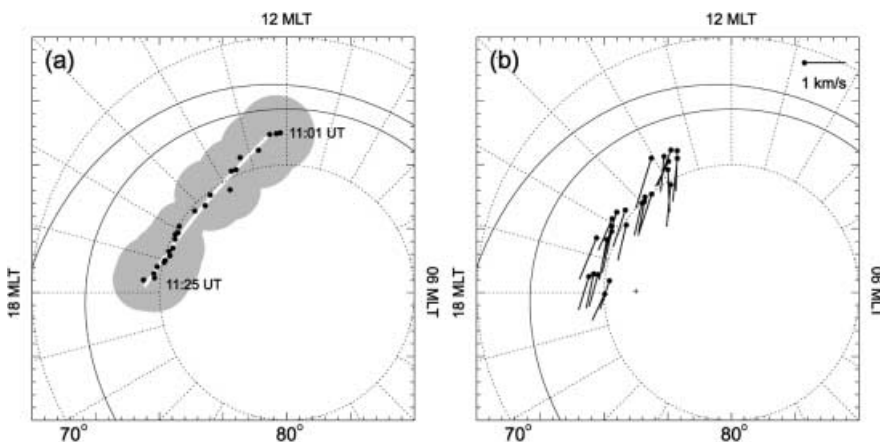 12 MLT
12 MLT
(a)
(b)
11:01 UT
1 km/s
11:25 UT
18 MLT
06 MLT
18 MLT
06 MLT
70°
80°
70°
80°